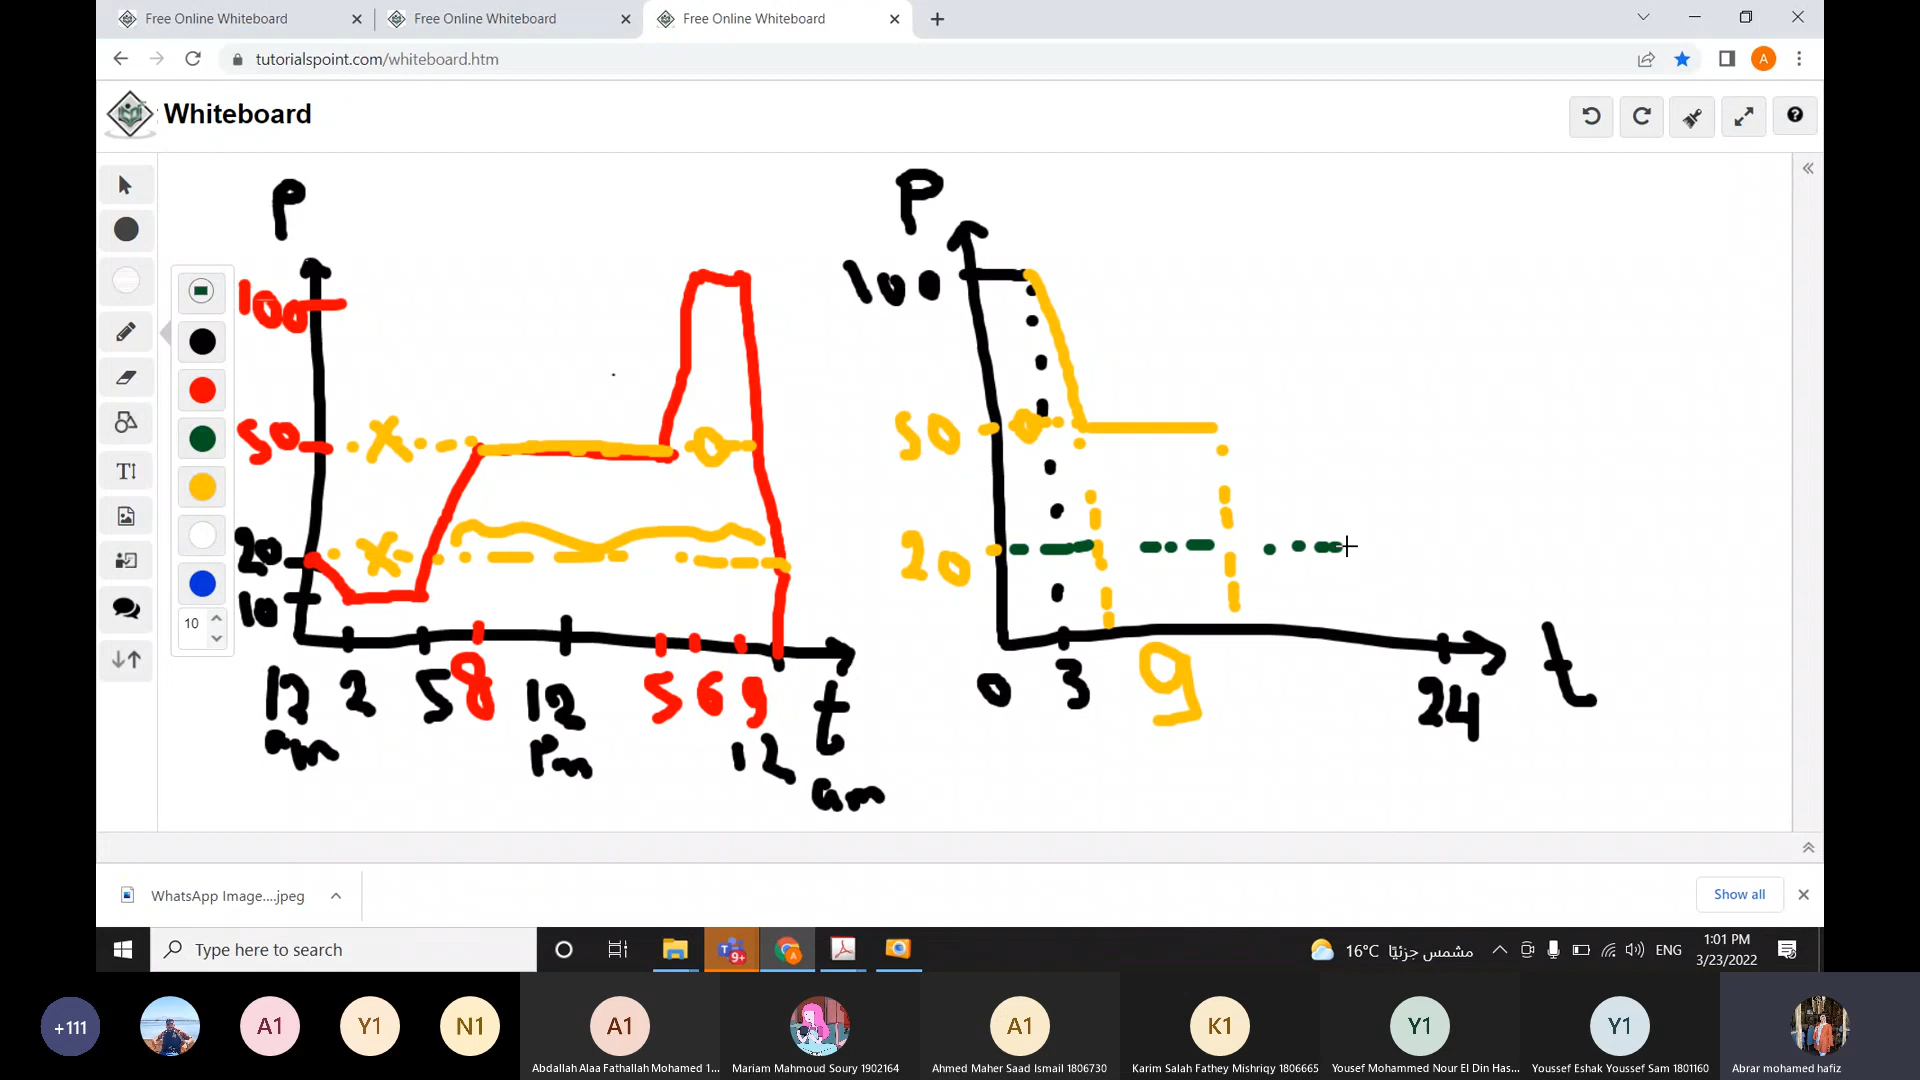 Free Online Whiteboard
Free Online Whiteboard
Free Online Whiteboard
tutorialspoint.com/whiteboard.htm
A
Whiteboard
P
100
50
20
10
12 2 5 8 12 5 6 9 t
am pm 12 am
P
100
50
20
0 3 9 24 t
10
WhatsApp Image....jpeg
Show all
Type here to search
9+
A
16°C
مشمس جزئيًا
ENG
1:01 PM
3/23/2022
+111
A1
Y1
N1
A1
A1
K1
Y1
Y1
Abdallah Alaa Fathallah Mohamed 1...
Mariam Mahmoud Soury 1902164
Ahmed Maher Saad Ismail 1806730
Karim Salah Fathey Mishriqy 1806665
Yousef Mohammed Nour El Din Has...
Youssef Eshak Youssef Sam 1801160
Abrar mohamed hafiz